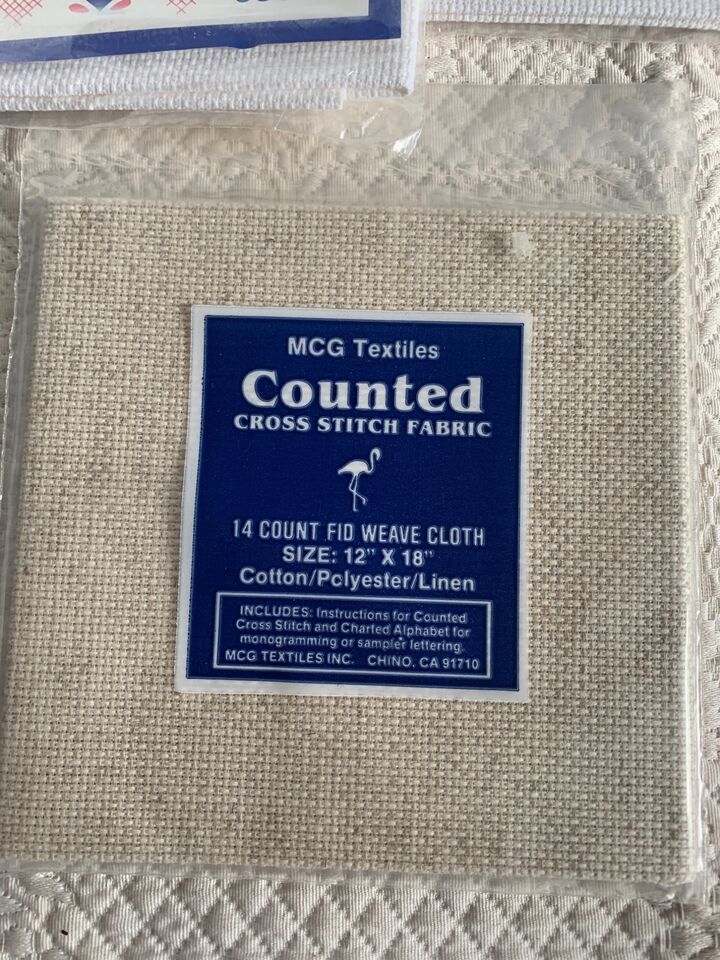 MCG Textiles
Counted
CROSS STITCH FABRIC
14 COUNT FID WEAVE CLOTH
SIZE: 12" X 18"
Cotton/Polyester/Linen
INCLUDES: Instructions for Counted
Cross Stitch and Charted Alphabet for
monogramming or sampler lettering.
MCG TEXTILES INC. CHINO, CA 91710